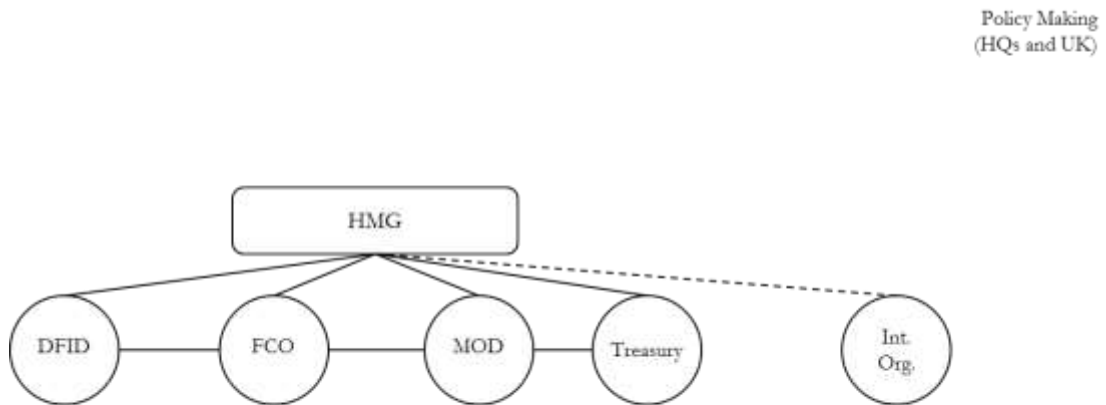 Policy Making
(HQs and UK)
HMG
DFID
FCO
MOD
Treasury
Int.
Org.